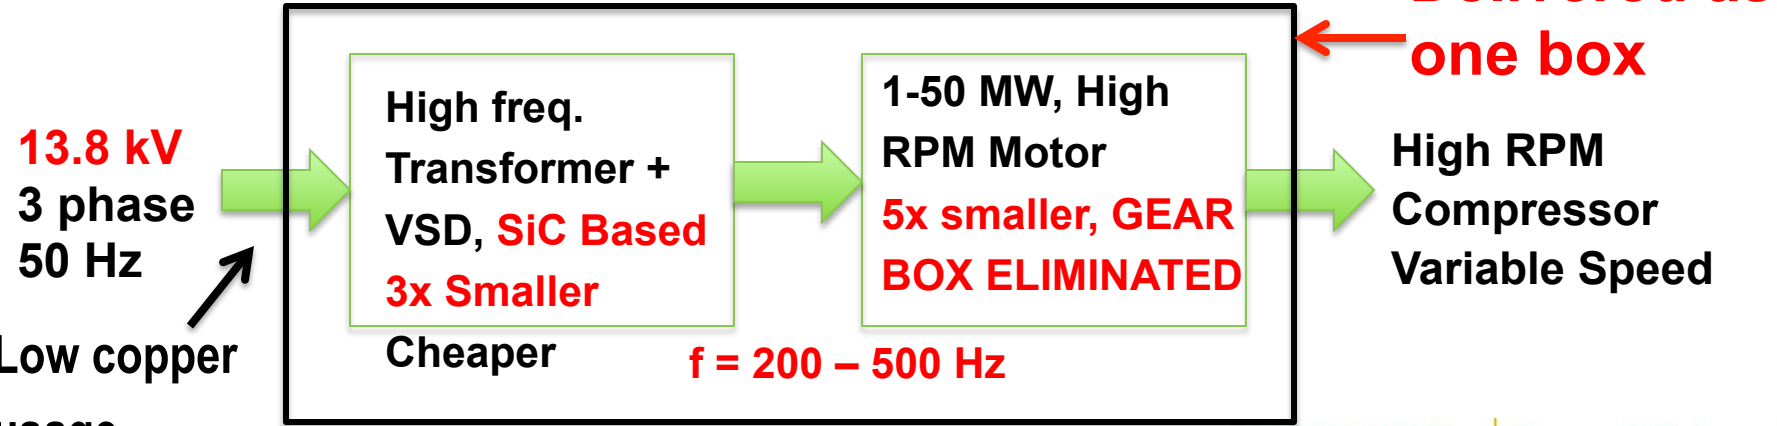 one box
13.8 kV
3 phase
50 Hz
Low copper
High freq.
Transformer +
VSD, SiC Based
3x Smaller
Cheaper
1-50 MW, High
RPM Motor
5x smaller, GEAR
BOX ELIMINATED
f = 200 – 500 Hz
High RPM
Compressor
Variable Speed